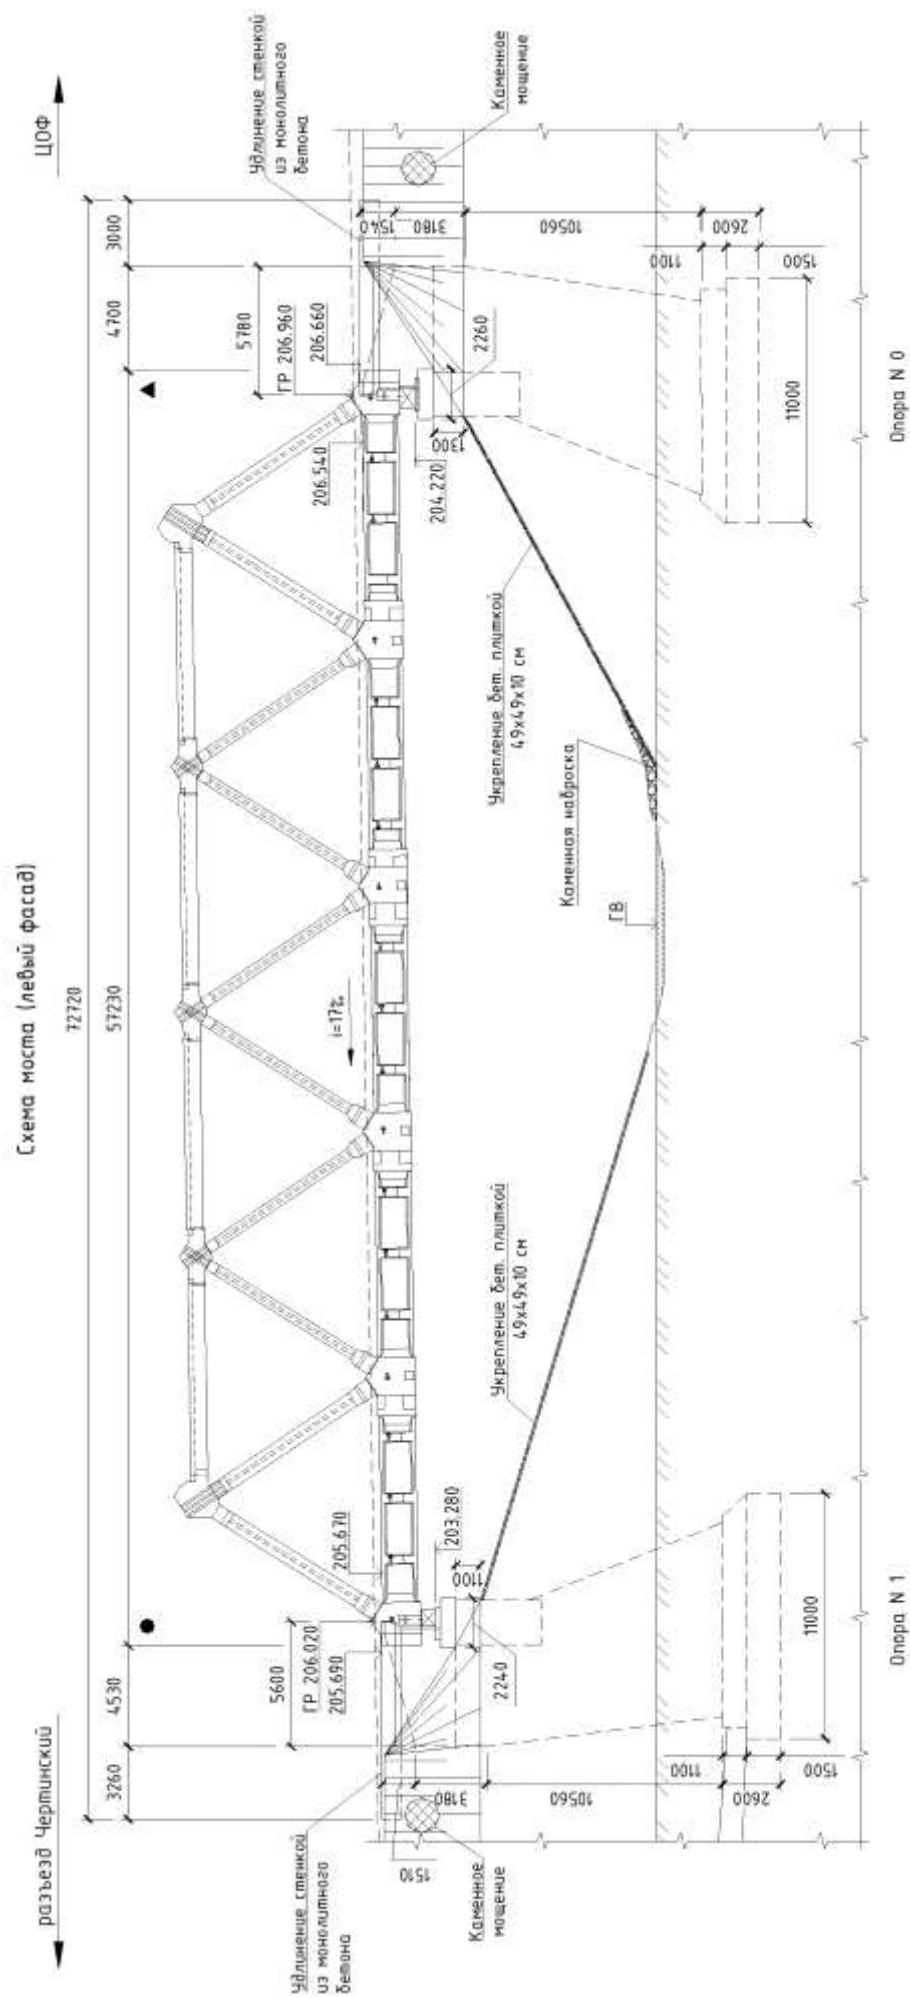 Схема моста (левый фасад)
разъезд Чертинский
ЦОФ
72720
3260
4530
57230
4700
3000
5600
ГР 206.020
205.690
205.670
203.280
1100
2240
i=17‰
5780
ГР 206.960
206.660
206.540
204.220
1300
2260
Удлинение стенкой
из монолитного
бетона
Удлинение стенкой
из монолитного
бетона
Каменное
мощение
Каменное
мощение
1510
3180
10560
1100
2600
1500
11000
1540
3180
10560
1100
2600
1500
11000
Укрепление бет. плиткой
49х49х10 см
Укрепление бет. плиткой
49х49х10 см
Каменная наброска
ГВ
Опора N 1
Опора N 0